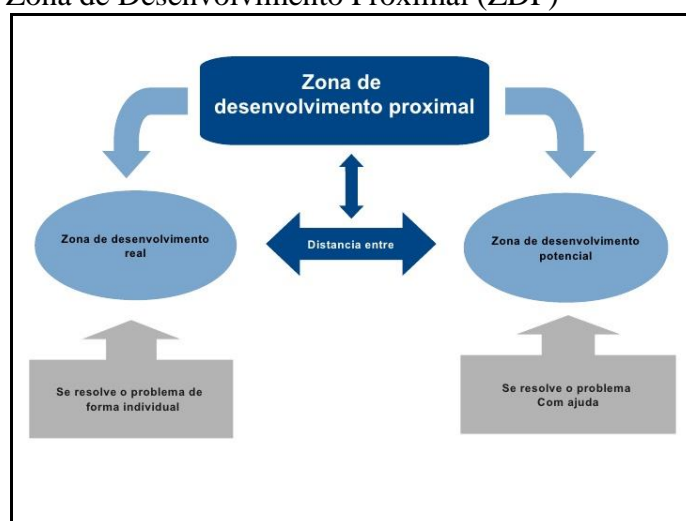 Zona de Desenvolvimento Proximal (ZDP)
Zona de
desenvolvimento proximal
Zona de desenvolvimento
real
Distancia entre
Zona de desenvolvimento
potencial
Se resolve o problema de
forma individual
Se resolve o problema
Com ajuda